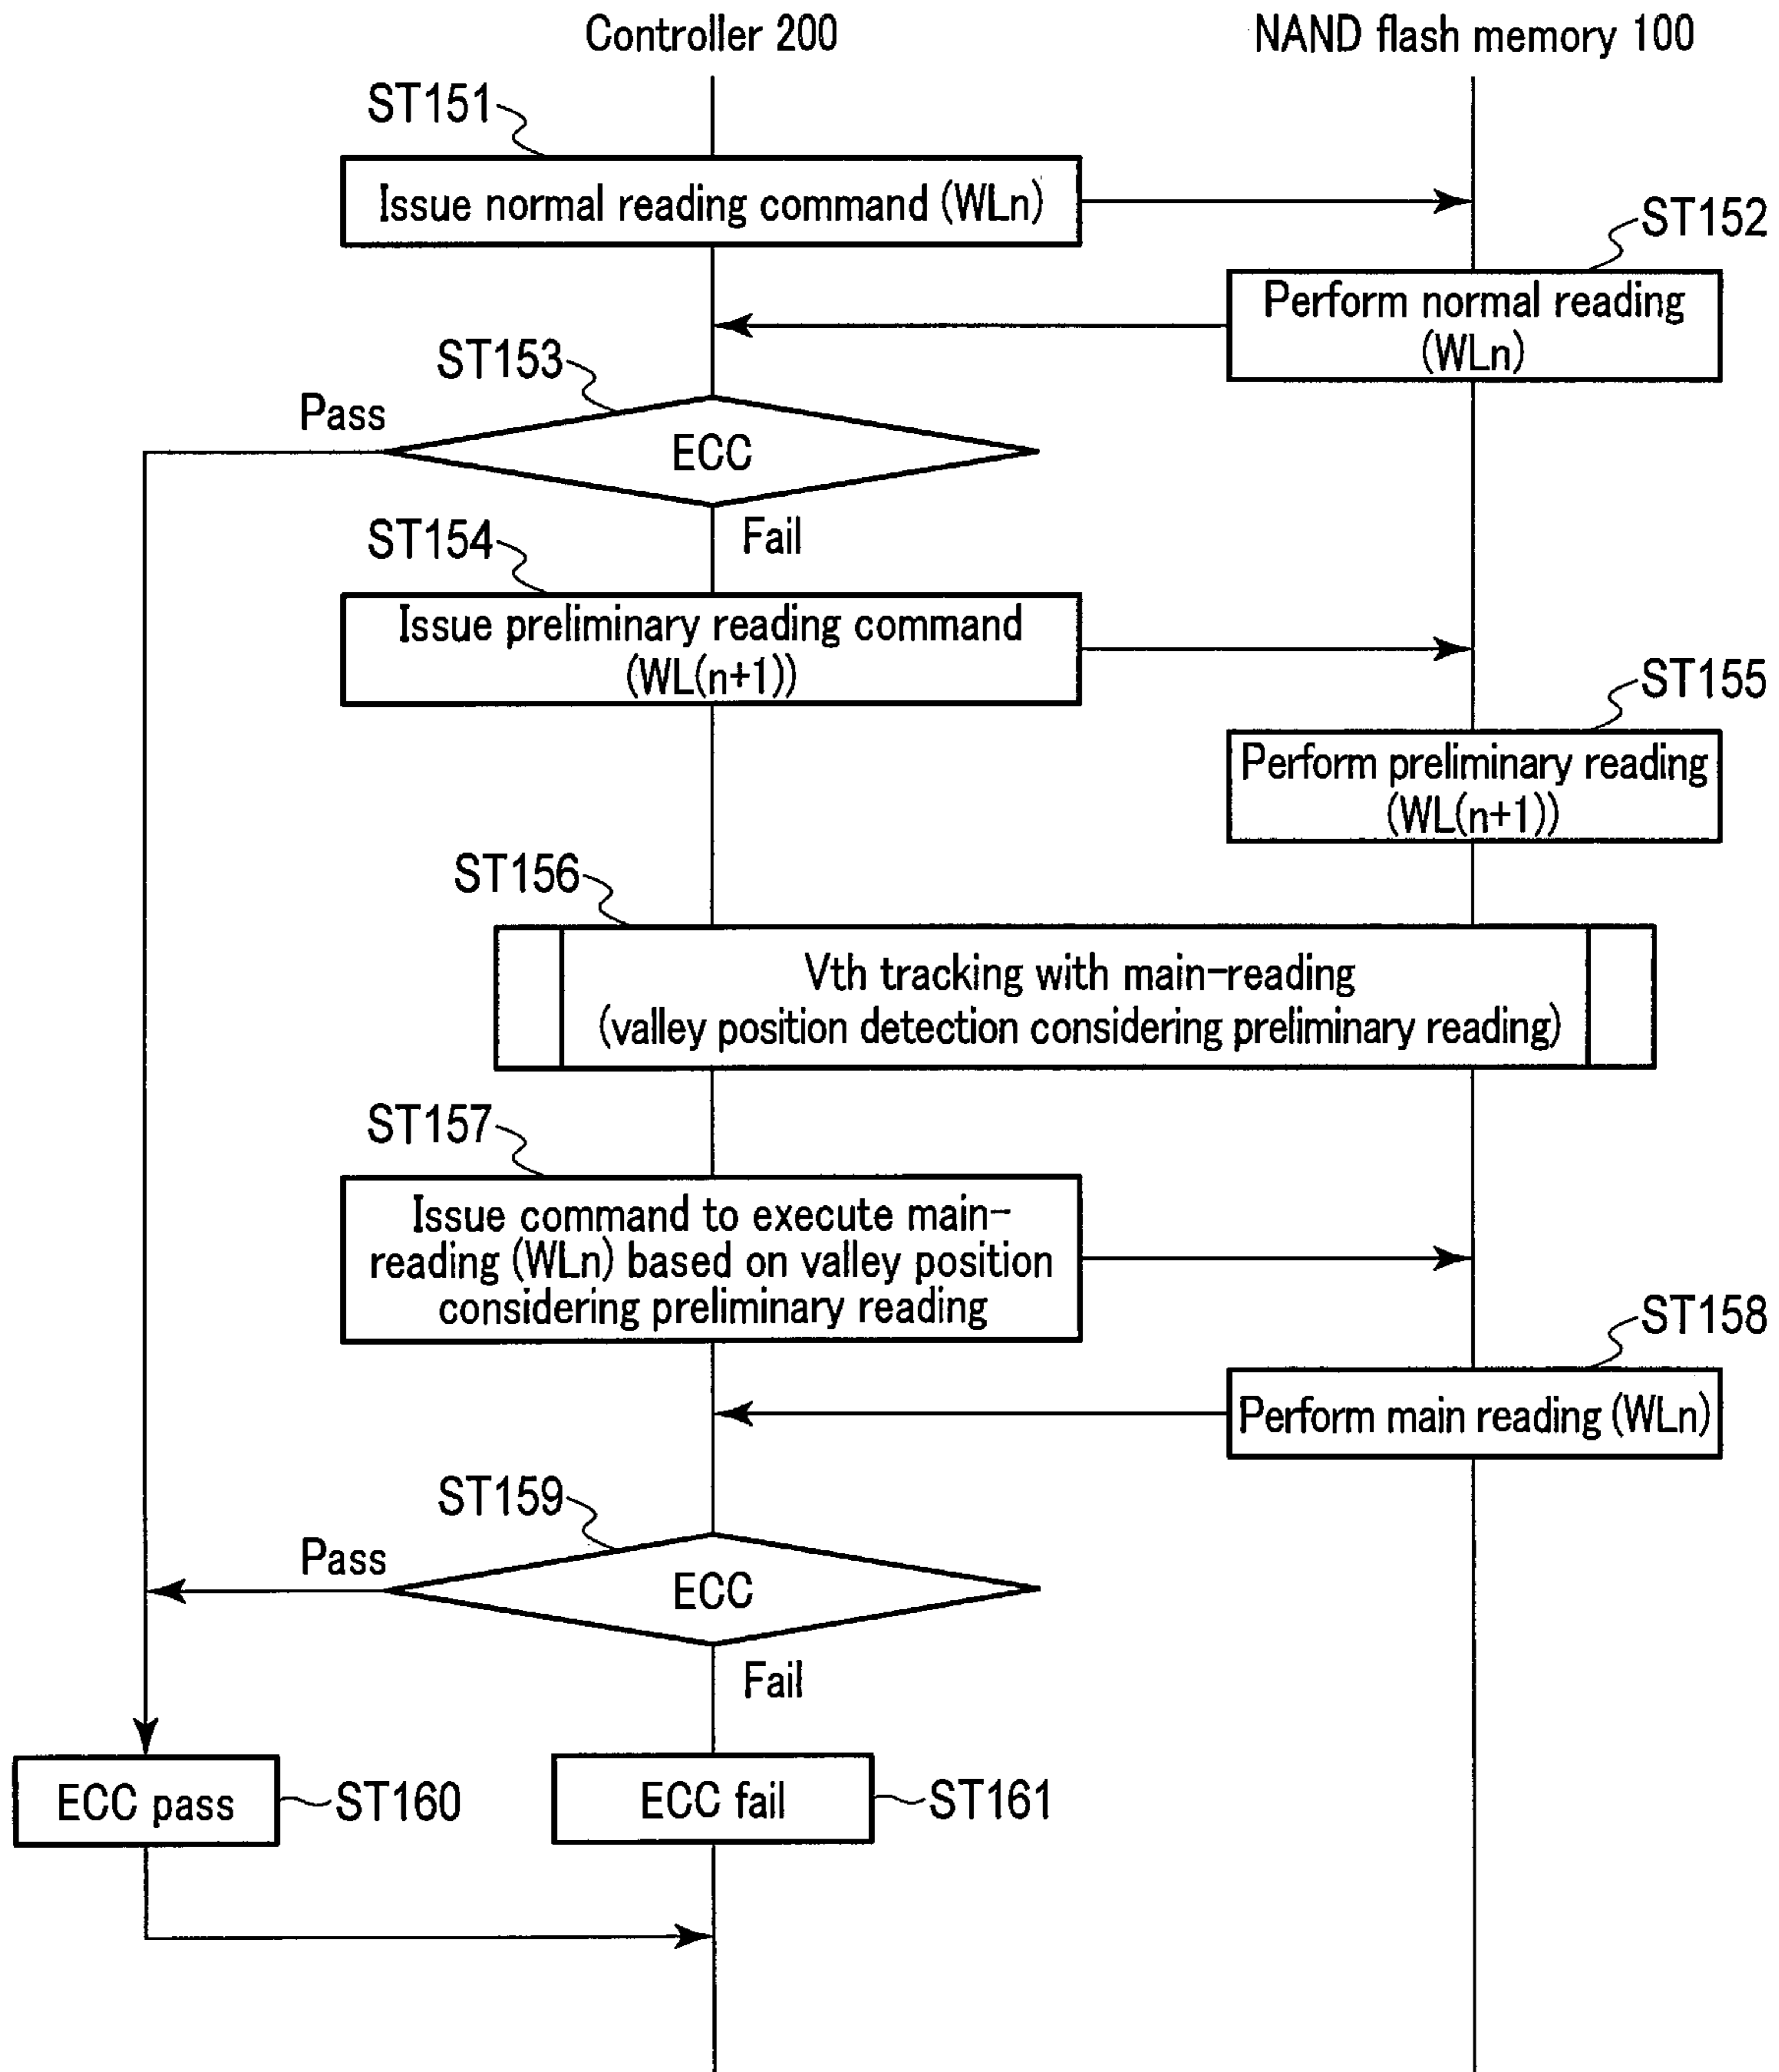 Controller 200
NAND flash memory 100
ST151
Issue normal reading command (WLn)
ST152
Perform normal reading
(WLn)
ST153
Pass
ECC
Fail
ST154
Issue preliminary reading command
(WL(n+1))
ST155
Perform preliminary reading
(WL(n+1))
ST156
Vth tracking with main-reading
(valley position detection considering preliminary reading)
ST157
Issue command to execute main-
reading (WLn) based on valley position
considering preliminary reading
ST158
Perform main reading (WLn)
ST159
Pass
ECC
Fail
ECC pass
ST160
ECC fail
ST161